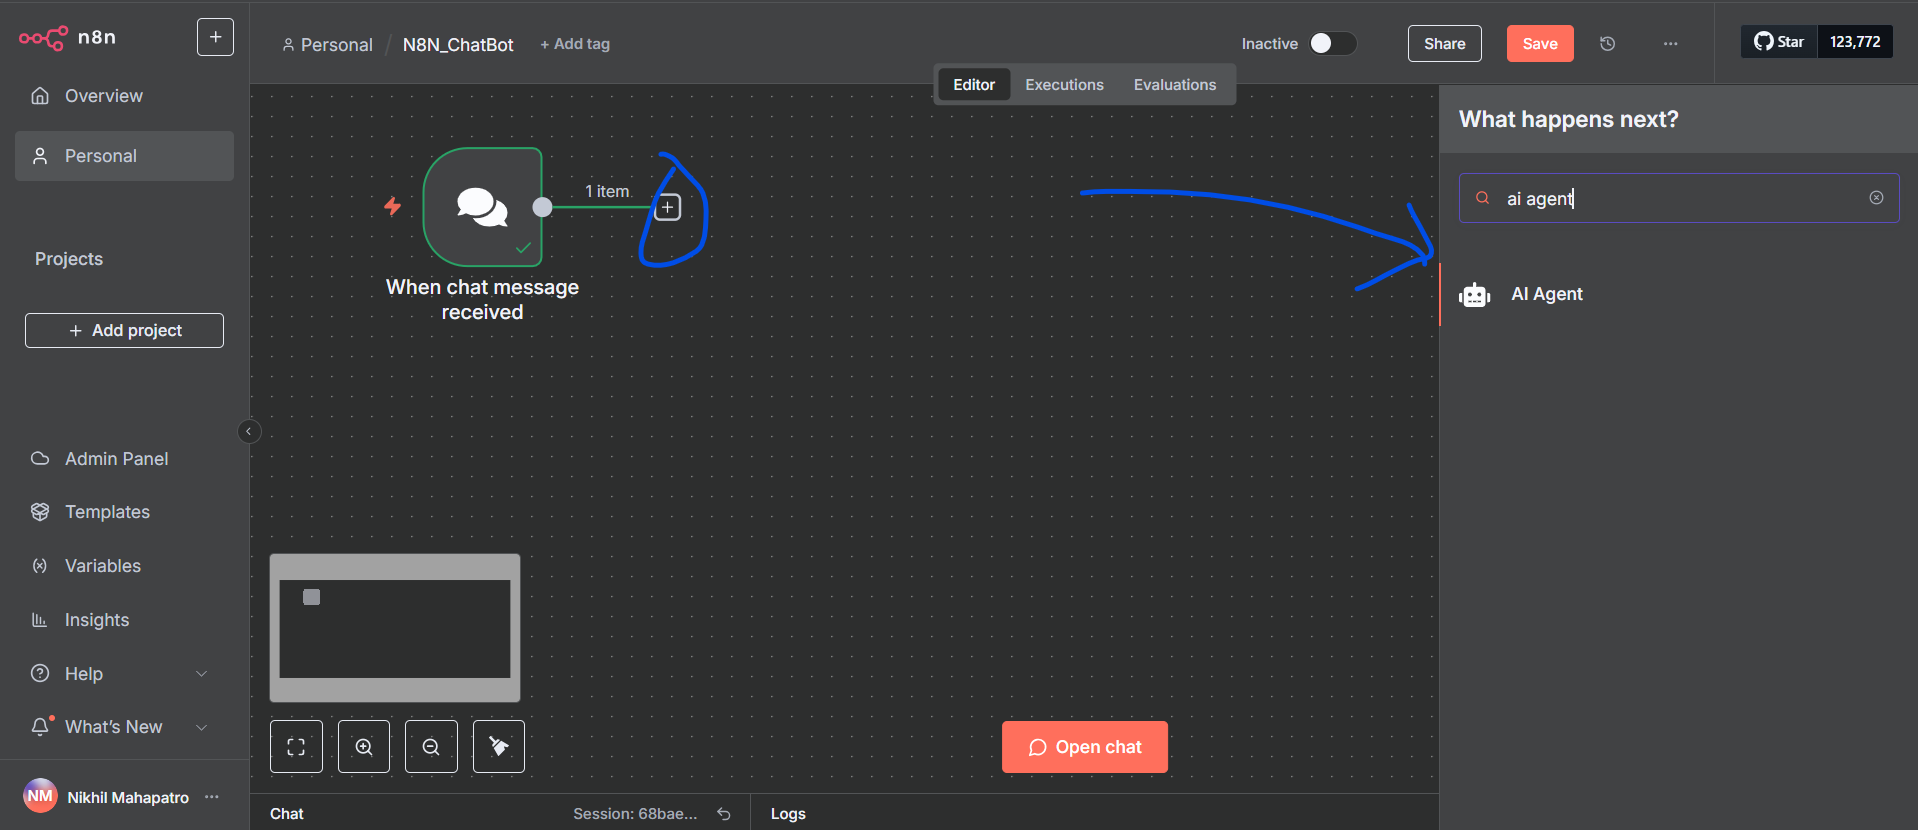 n8n
+
Personal / N8N_ChatBot + Add tag
Inactive
Share
Save
...
Star 123,772
Editor Executions Evaluations
Overview
Personal
Projects
+ Add project
Admin Panel
Templates
Variables
Insights
Help
What's New
NM Nikhil Mahapatro ...
1 item
+
When chat message
received
Open chat
Chat
Session: 68bae...
Logs
What happens next?
ai agent
AI Agent